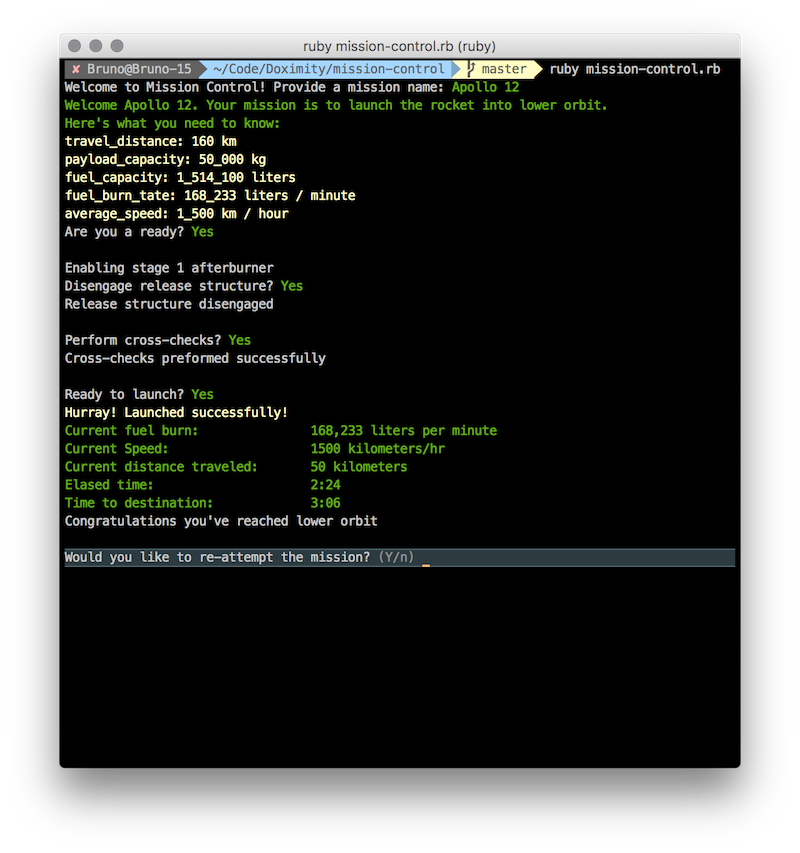 ruby mission-control.rb (ruby)
✘ Bruno@Bruno-15 ~/Code/Doximity/mission-control master ruby mission-control.rb
Welcome to Mission Control! Provide a mission name: Apollo 12
Welcome Apollo 12. Your mission is to launch the rocket into lower orbit.
Here's what you need to know:
travel_distance: 160 km
payload_capacity: 50_000 kg
fuel_capacity: 1_514_100 liters
fuel_burn_tate: 168_233 liters / minute
average_speed: 1_500 km / hour
Are you a ready? Yes
Enabling stage 1 afterburner
Disengage release structure? Yes
Release structure disengaged
Perform cross-checks? Yes
Cross-checks preformed successfully
Ready to launch? Yes
Hurray! Launched successfully!
Current fuel burn: 168,233 liters per minute
Current Speed: 1500 kilometers/hr
Current distance traveled: 50 kilometers
Elased time: 2:24
Time to destination: 3:06
Congratulations you've reached lower orbit
Would you like to re-attempt the mission? (Y/n)